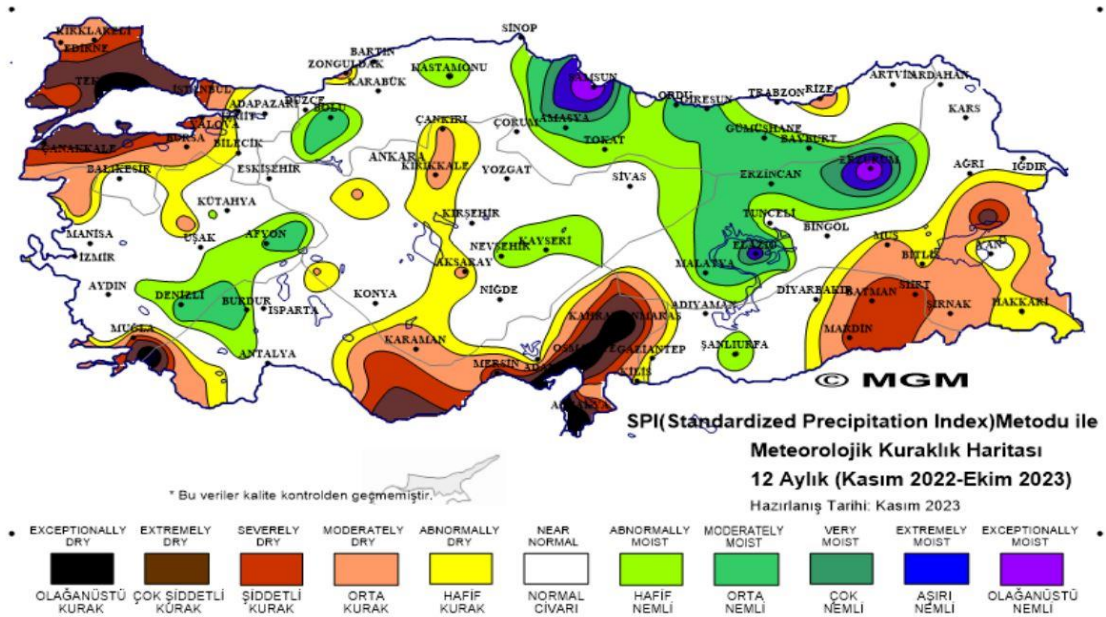 SİNOP
KIRKLARELİ
EDİRNE
BARTIN
ZONGULDAK
KASTAMONU
KARABÜK
SAMSUN
ARTVİN
ARDAHAN
TEK
İSTANBUL
ADAPAZARI
DÜZCE
BOLU
ORDU
GİRESUN
TRABZON
RİZE
KARS
YALOVA
İZMİT
ÇANKIRI
ÇORUM
AMASYA
TOKAT
GÜMÜŞHANE
BAYBURT
ÇANAKKALE
BURSA
BİLECİK
ANKARA
KIRIKKALE
YOZGAT
SİVAS
ERZİNCAN
ERZURUM
AĞRI
IĞDIR
BALIKESİR
ESKİŞEHİR
KÜTAHYA
KIRŞEHİR
TUNCELİ
BİNGÖL
MUŞ
MANİSA
UŞAK
AFYON
NEVŞEHİR
KAYSERİ
ELAZIĞ
BİTLİS
VAN
İZMİR
AKSARAY
MALATYA
AYDIN
DENİZLİ
BURDUR
ISPARTA
KONYA
NİĞDE
ADIYAMAN
DİYARBAKIR
BATMAN
SİİRT
ŞIRNAK
HAKKARİ
MUĞLA
ANTALYA
KARAMAN
MERSİN
KAHRAMANMARAS
GAZİANTEP
ŞANLIURFA
MARDİN
KİLİS
© MGM
SPI(Standardized Precipitation Index)Metodu ile
Meteorolojik Kuraklık Haritası
12 Aylık (Kasım 2022-Ekim 2023)
Hazırlanış Tarihi: Kasım 2023
* Bu veriler kalite kontrolden geçmemiştir.
EXCEPTIONALLY DRY
EXTREMELY DRY
SEVERELY DRY
MODERATELY DRY
ABNORMALLY DRY
NEAR NORMAL
ABNORMALLY MOIST
MODERATELY MOIST
VERY MOIST
EXTREMELY MOIST
EXCEPTIONALLY MOIST
OLAĞANÜSTÜ KURAK
ÇOK ŞİDDETLİ KURAK
ŞİDDETLİ KURAK
ORTA KURAK
HAFİF KURAK
NORMAL CİVARI
HAFİF NEMLİ
ORTA NEMLİ
ÇOK NEMLİ
AŞIRI NEMLİ
OLAĞANÜSTÜ NEMLİ